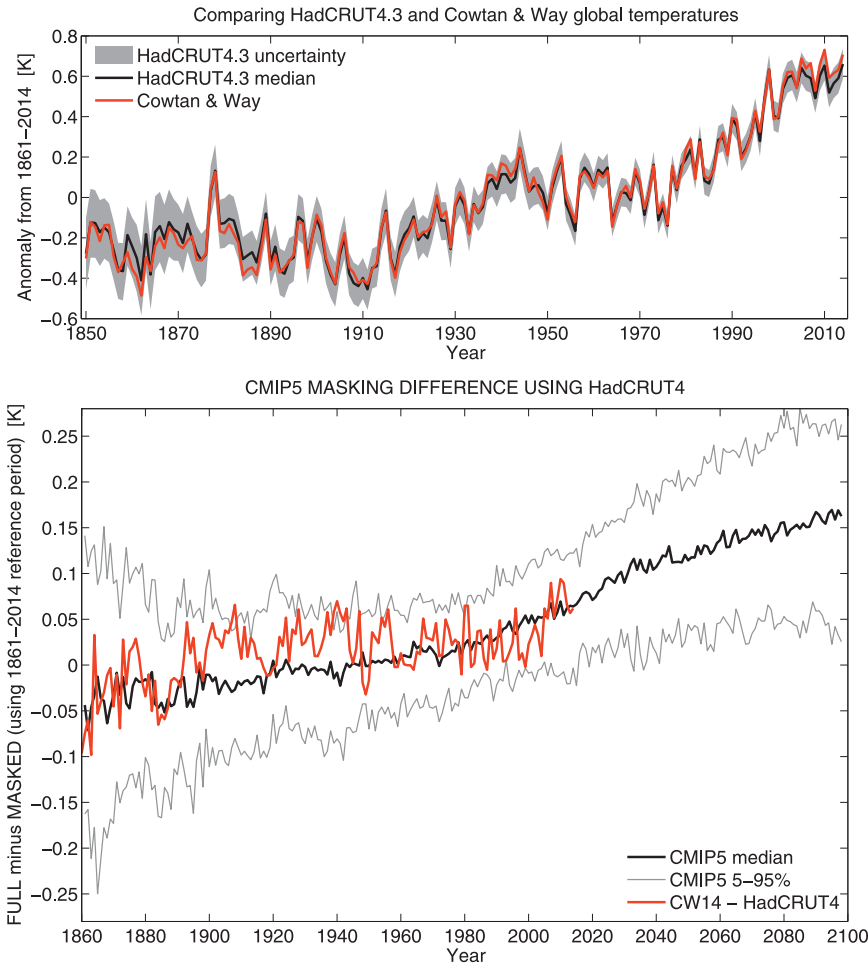 Comparing HadCRUT4.3 and Cowtan & Way global temperatures
Anomaly from 1861−2014 [K]
0.8
0.6
0.4
0.2
0
−0.2
−0.4
−0.6
HadCRUT4.3 uncertainty
HadCRUT4.3 median
Cowtan & Way
1850 1870 1890 1910 1930 1950 1970 1990 2010
Year
CMIP5 MASKING DIFFERENCE USING HadCRUT4
FULL minus MASKED (using 1861−2014 reference period) [K]
0.25
0.2
0.15
0.1
0.05
0
−0.05
−0.1
−0.15
−0.2
−0.25
CMIP5 median
CMIP5 5−95%
CW14 − HadCRUT4
1860 1880 1900 1920 1940 1960 1980 2000 2020 2040 2060 2080 2100
Year